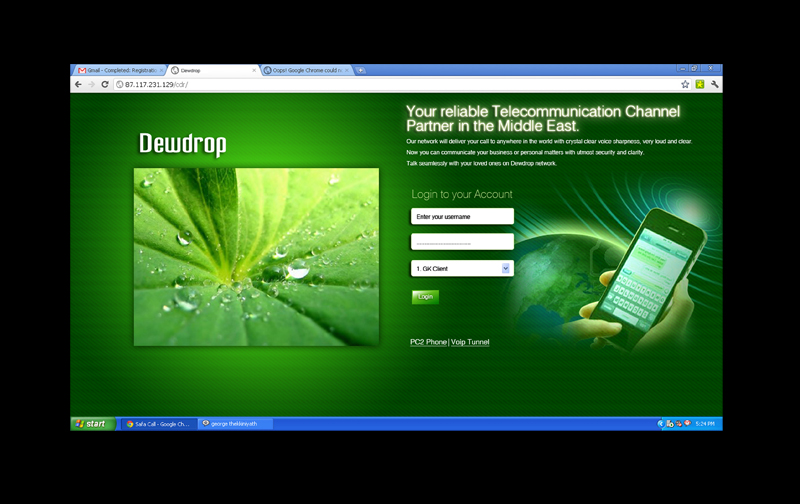 Gmail - Completed: Registratio
Dewdrop
Oops! Google Chrome could n
87.117.231.129/cdr/
Dewdrop
Your reliable Telecommunication Channel
Partner in the Middle East.
Our network will deliver your call to anywhere in the world with crystal clear voice sharpness, very loud and clear.
Now you can communicate your business or personal matters with utmost security and clarity.
Talk seamlessly with your loved ones on Dewdrop network.
Login to your Account
Enter your username
1. GK Client
Login
PC2 Phone | Voip Tunnel
start
Safa Call - Google Ch...
george thekkiniyath
5:24 PM